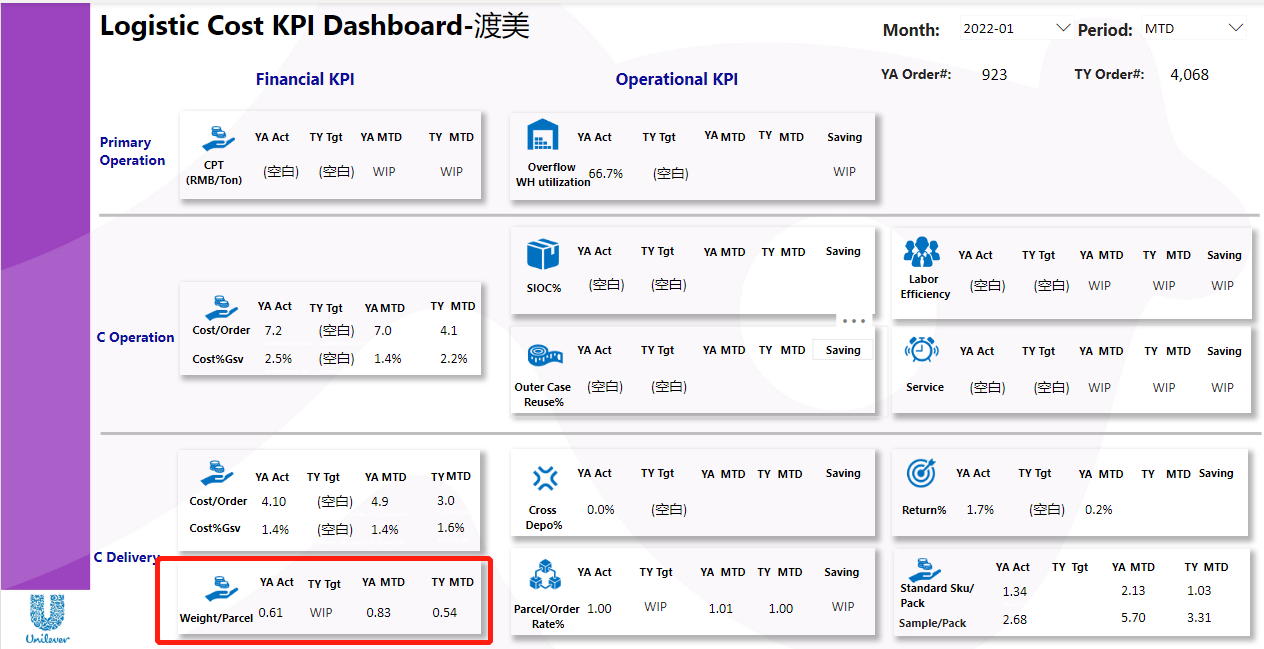 Logistic Cost KPI Dashboard-渡美
Month: 2022-01 Period: MTD
YA Order#: 923 TY Order#: 4,068
Financial KPI Operational KPI
Primary
Operation
YA Act TY Tgt YA MTD TY MTD
CPT
(RMB/Ton) (空白) (空白) WIP WIP
YA Act TY Tgt YA MTD TY MTD Saving
Overflow
WH utilization 66.7% (空白) WIP
C Operation
YA Act TY Tgt YA MTD TY MTD
Cost/Order 7.2 (空白) 7.0 4.1
Cost%Gsv 2.5% (空白) 1.4% 2.2%
YA Act TY Tgt YA MTD TY MTD Saving
SIOC% (空白) (空白)
YA Act TY Tgt YA MTD TY MTD Saving
Labor
Efficiency (空白) (空白) WIP WIP WIP
YA Act TY Tgt YA MTD TY MTD Saving
Outer Case
Reuse% (空白) (空白)
YA Act TY Tgt YA MTD TY MTD Saving
Service (空白) (空白) WIP WIP WIP
C Delivery
YA Act TY Tgt YA MTD TY MTD
Cost/Order 4.10 (空白) 4.9 3.0
Cost%Gsv 1.4% (空白) 1.4% 1.6%
YA Act TY Tgt YA MTD TY MTD Saving
Cross
Depo% 0.0% (空白)
YA Act TY Tgt YA MTD TY MTD Saving
Return% 1.7% (空白) 0.2%
YA Act TY Tgt YA MTD TY MTD
Weight/Parcel 0.61 WIP 0.83 0.54
YA Act TY Tgt YA MTD TY MTD Saving
Parcel/Order
Rate% 1.00 WIP 1.01 1.00 WIP
YA Act TY Tgt YA MTD TY MTD
Standard Sku/
Pack 1.34 2.13 1.03
Sample/Pack 2.68 5.70 3.31
Unilever